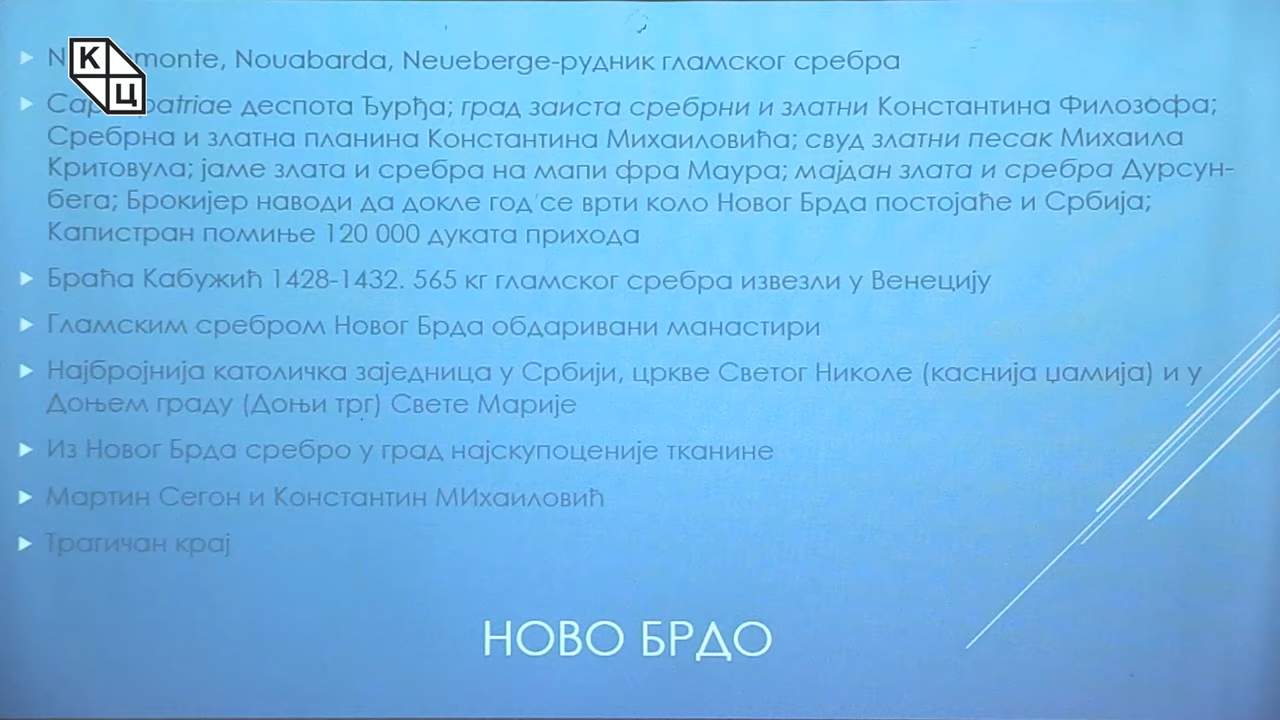 К
Ц
monte, Nouabarda, Neueberge-рудник гламског сребра
patriae деспота Ђурђа; град заиста сребрни и златни Константина Филозофа;
Сребрна и златна планина Константина Михаиловића; свуд златни песак Михаила
Критовула; јаме злата и сребра на мапи фра Маура; мајдан злата и сребра Дурсун-
бега; Брокијер наводи да докле год се врти коло Новог Брда постојаће и Србија;
Капистран помиње 120 000 дуката прихода
Браћа Кабужић 1428-1432. 565 кг гламског сребра извезли у Венецију
Гламским сребром Новог Брда обдаривани манастири
Најбројнија католичка заједница у Србији, цркве Светог Николе (каснија џамија) и у
Доњем граду (Доњи трг) Свете Марије
Из Новог Брда сребро у град најскупоценије тканине
Мартин Сегон и Константин МИхаиловић
Трагичан крај
НОВО БРДО